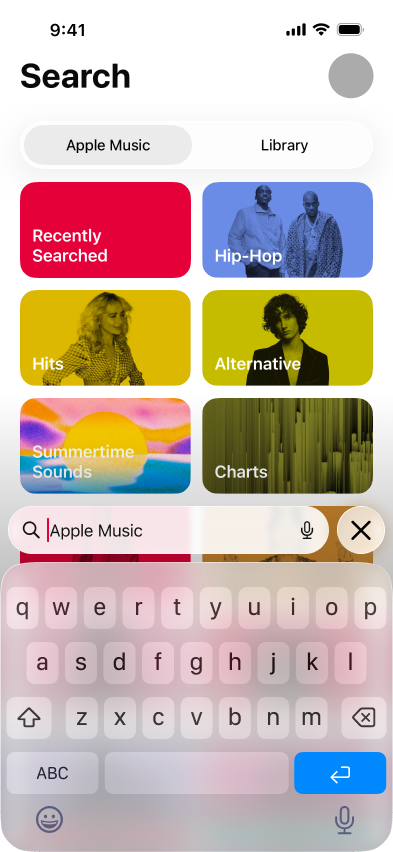 9:41
Search
Apple Music
Library
Recently
Searched
Hip-Hop
Hits
Alternative
Summertime
Sounds
Charts
Apple Music
q w e r t y u i o p
a s d f g h j k l
z x c v b n m
ABC